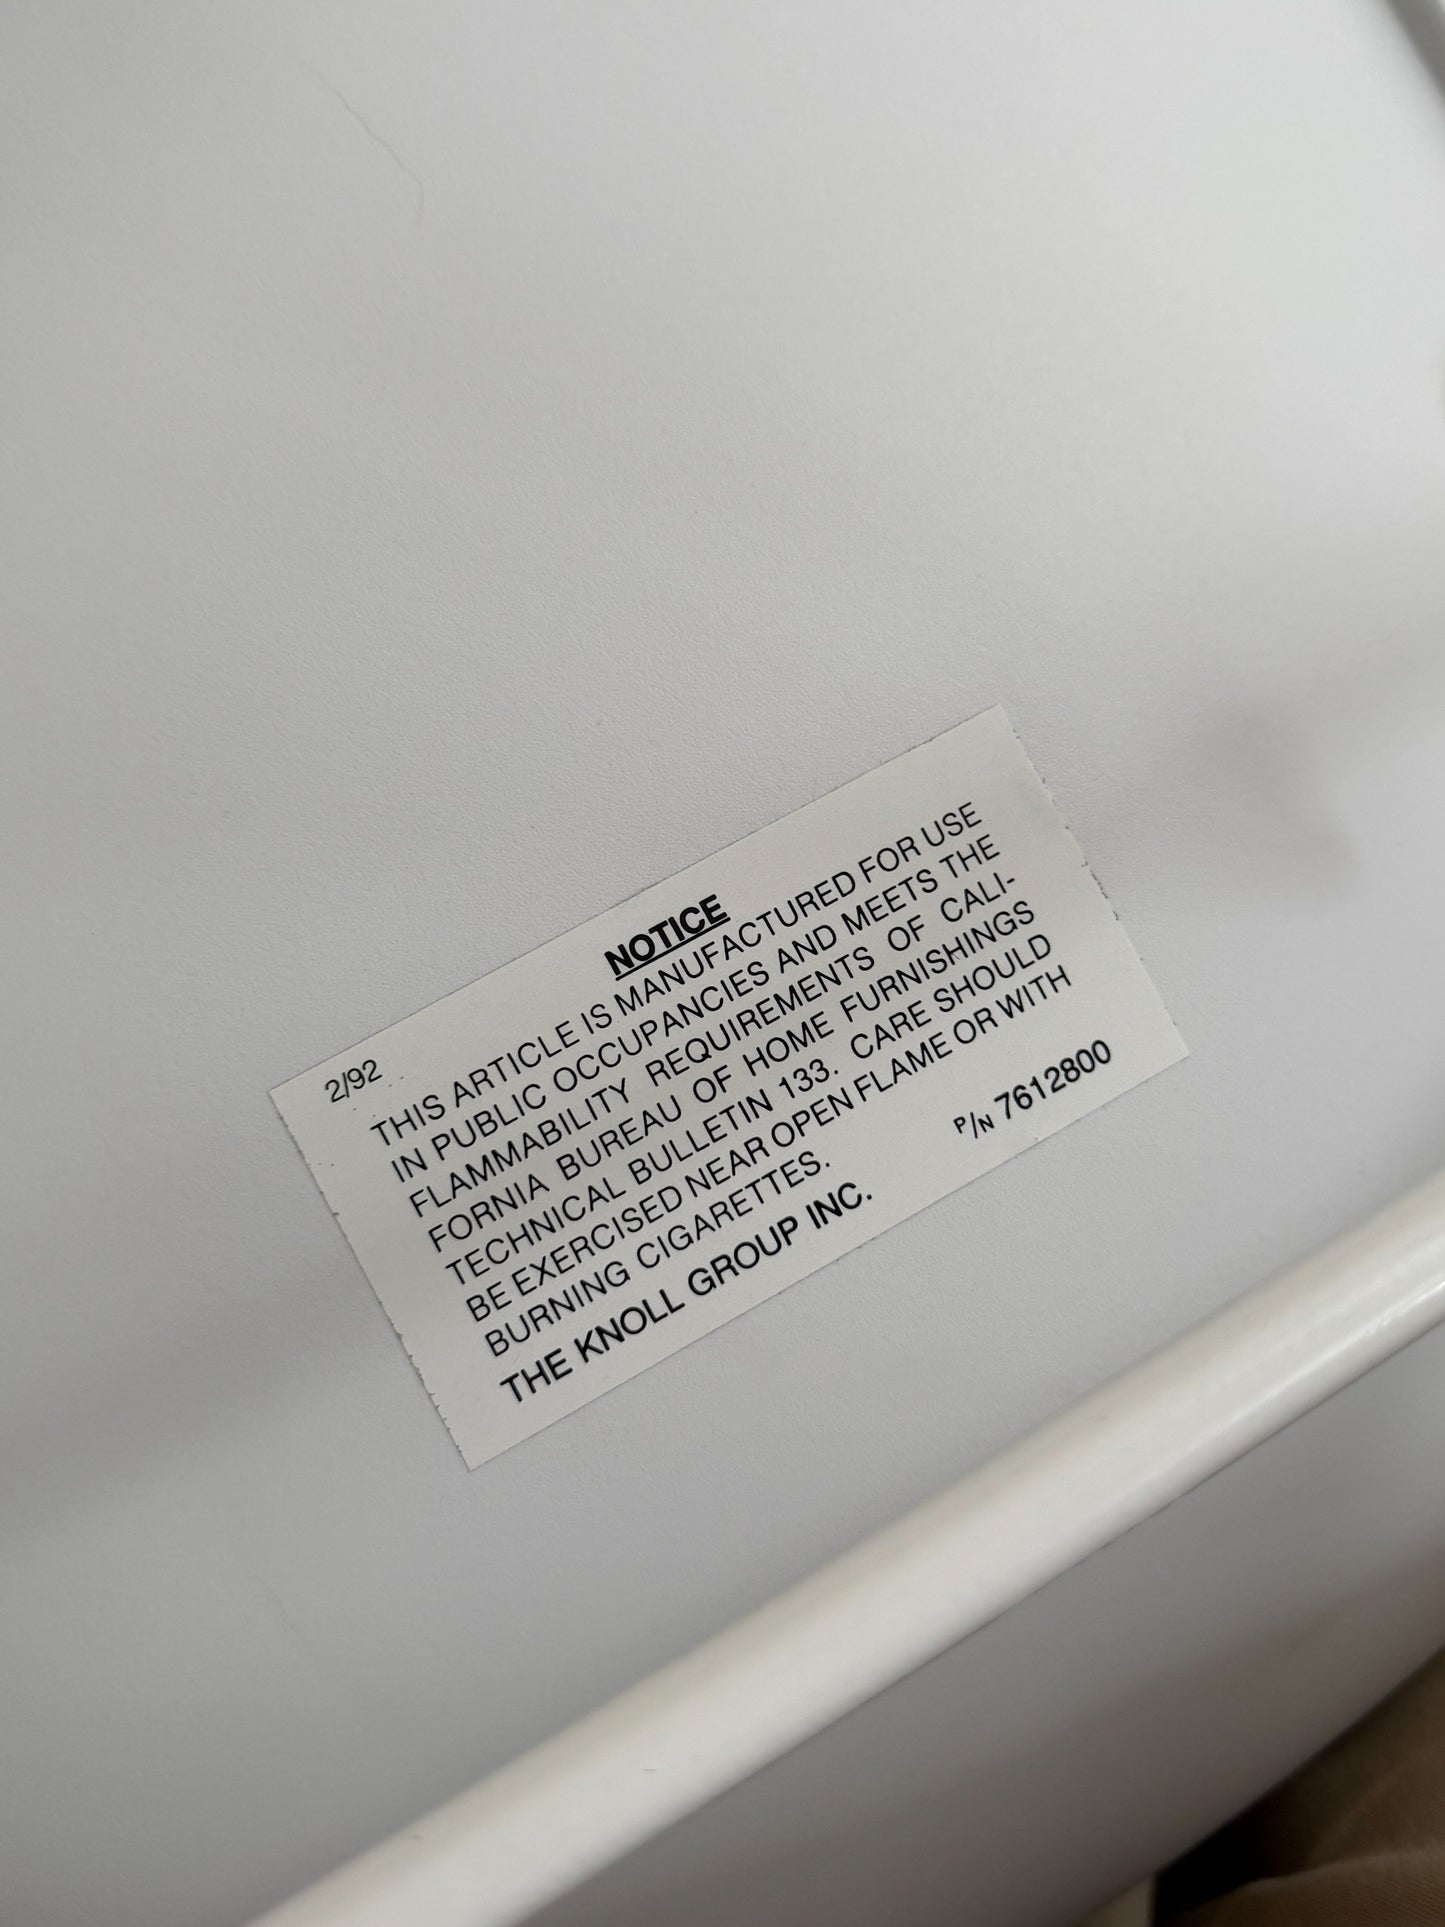 2/92
NOTICE
THIS ARTICLE IS MANUFACTURED FOR USE
IN PUBLIC OCCUPANCIES AND MEETS THE
FLAMMABILITY REQUIREMENTS OF CALI-
FORNIA BUREAU OF HOME FURNISHINGS
TECHNICAL BULLETIN 133. CARE SHOULD
BE EXERCISED NEAR OPEN FLAME OR WITH
BURNING CIGARETTES.
THE KNOLL GROUP INC.
P/N 7612800